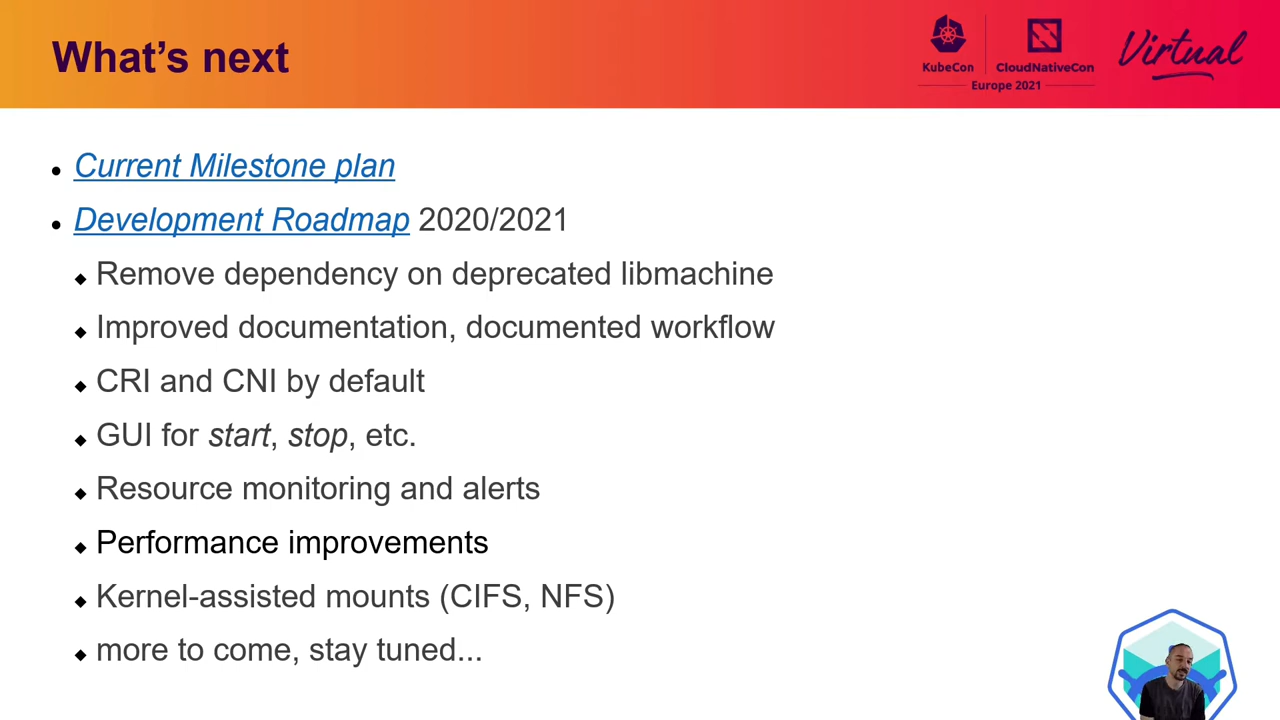 What's next
KubeCon
CloudNativeCon
Europe 2021
Virtual
• Current Milestone plan
• Development Roadmap 2020/2021
◆ Remove dependency on deprecated libmachine
◆ Improved documentation, documented workflow
◆ CRI and CNI by default
◆ GUI for start, stop, etc.
◆ Resource monitoring and alerts
◆ Performance improvements
◆ Kernel-assisted mounts (CIFS, NFS)
◆ more to come, stay tuned...